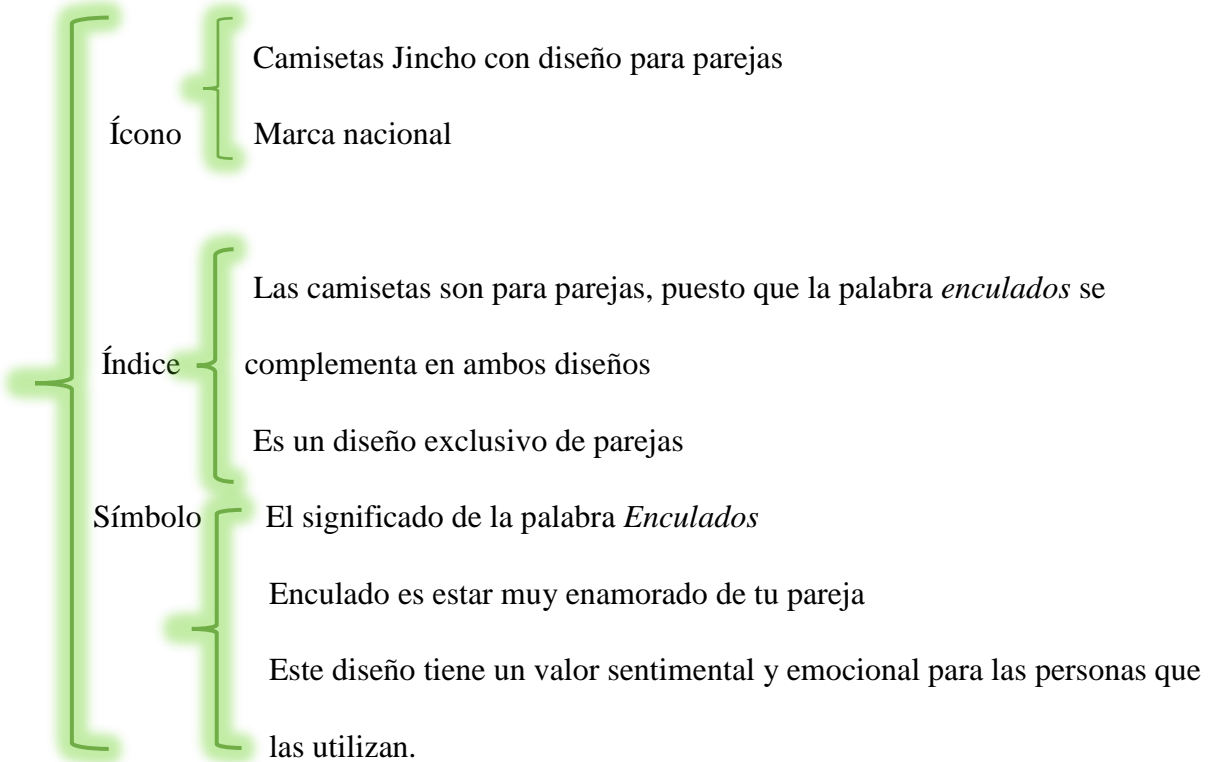 Camisetas Jincho con diseño para parejas
Ícono Marca nacional
Las camisetas son para parejas, puesto que la palabra enculados se
Índice complementa en ambos diseños
Es un diseño exclusivo de parejas
Símbolo El significado de la palabra Enculados
Enculado es estar muy enamorado de tu pareja
Este diseño tiene un valor sentimental y emocional para las personas que
las utilizan.